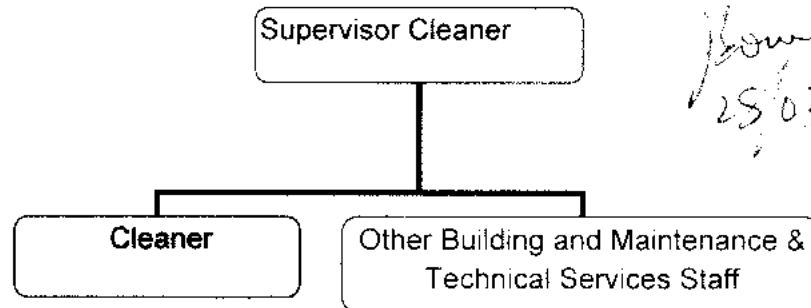 Supervisor Cleaner
Cleaner
Other Building and Maintenance &
Technical Services Staff